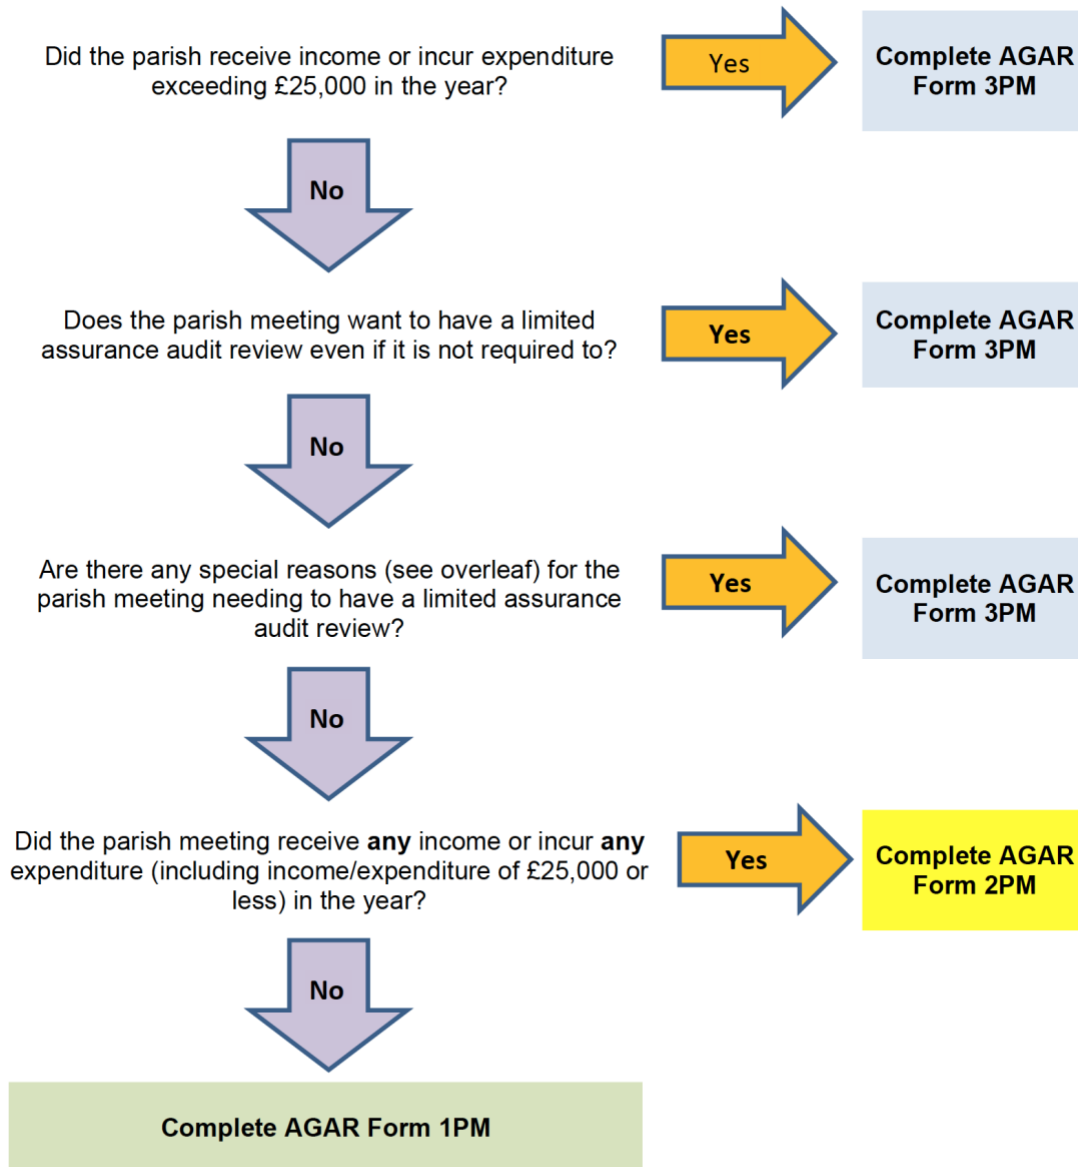 Did the parish receive income or incur expenditure
exceeding £25,000 in the year?
Yes
Complete AGAR
Form 3PM
No
Does the parish meeting want to have a limited
assurance audit review even if it is not required to?
Yes
Complete AGAR
Form 3PM
No
Are there any special reasons (see overleaf) for the
parish meeting needing to have a limited assurance
audit review?
Yes
Complete AGAR
Form 3PM
No
Did the parish meeting receive any income or incur any
expenditure (including income/expenditure of £25,000 or
less) in the year?
Yes
Complete AGAR
Form 2PM
No
Complete AGAR Form 1PM